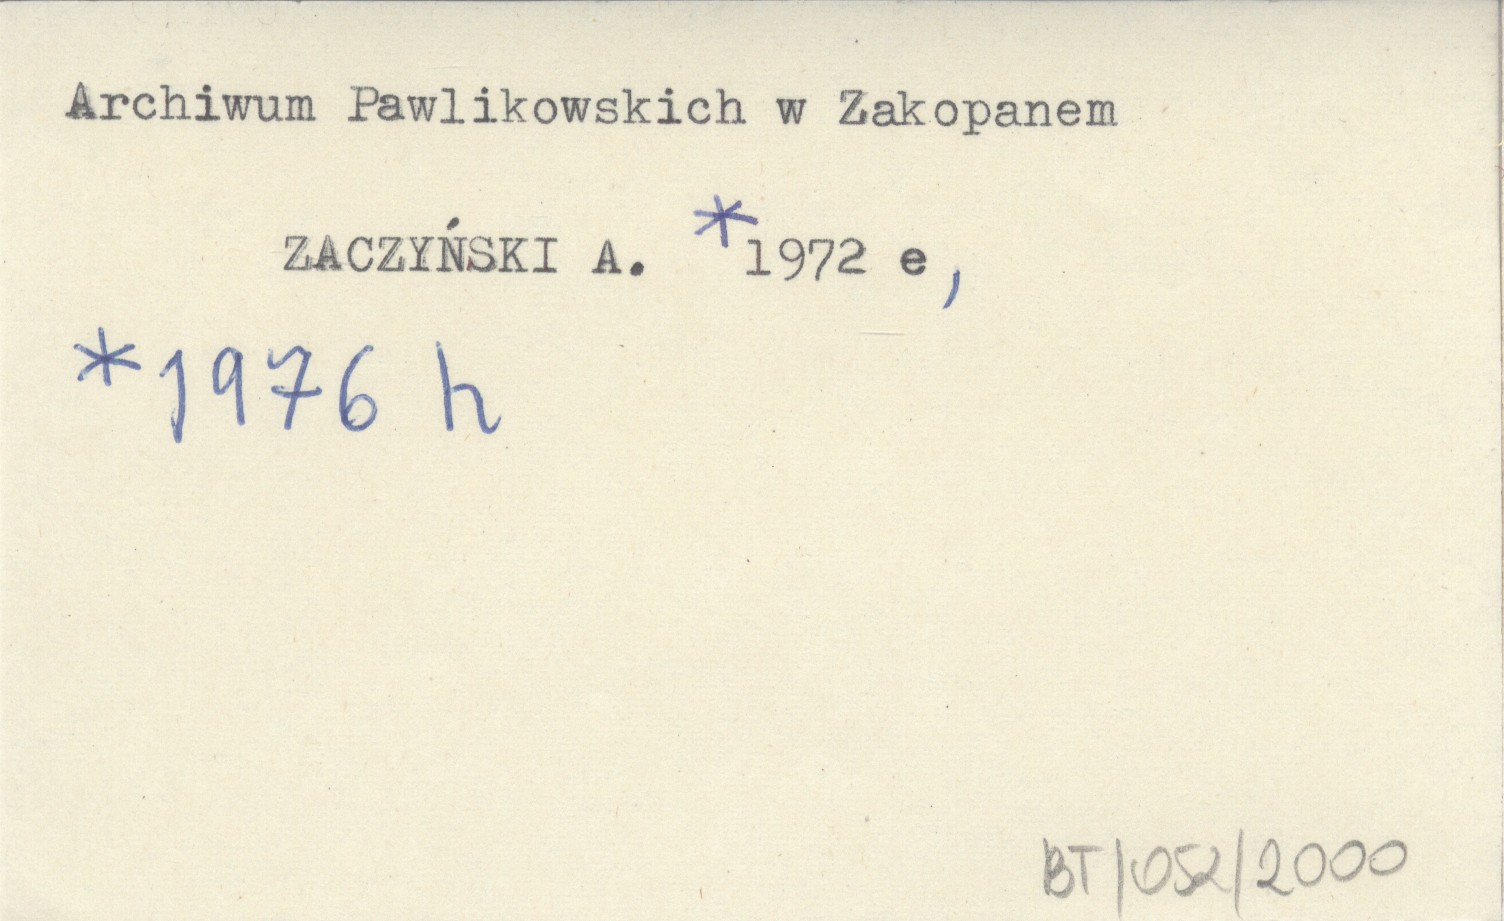 Archiwum Pawlikowskich w Zakopanem
ZACZYŃSKI A. *1972 e,
*1976 h
BT/052/2000